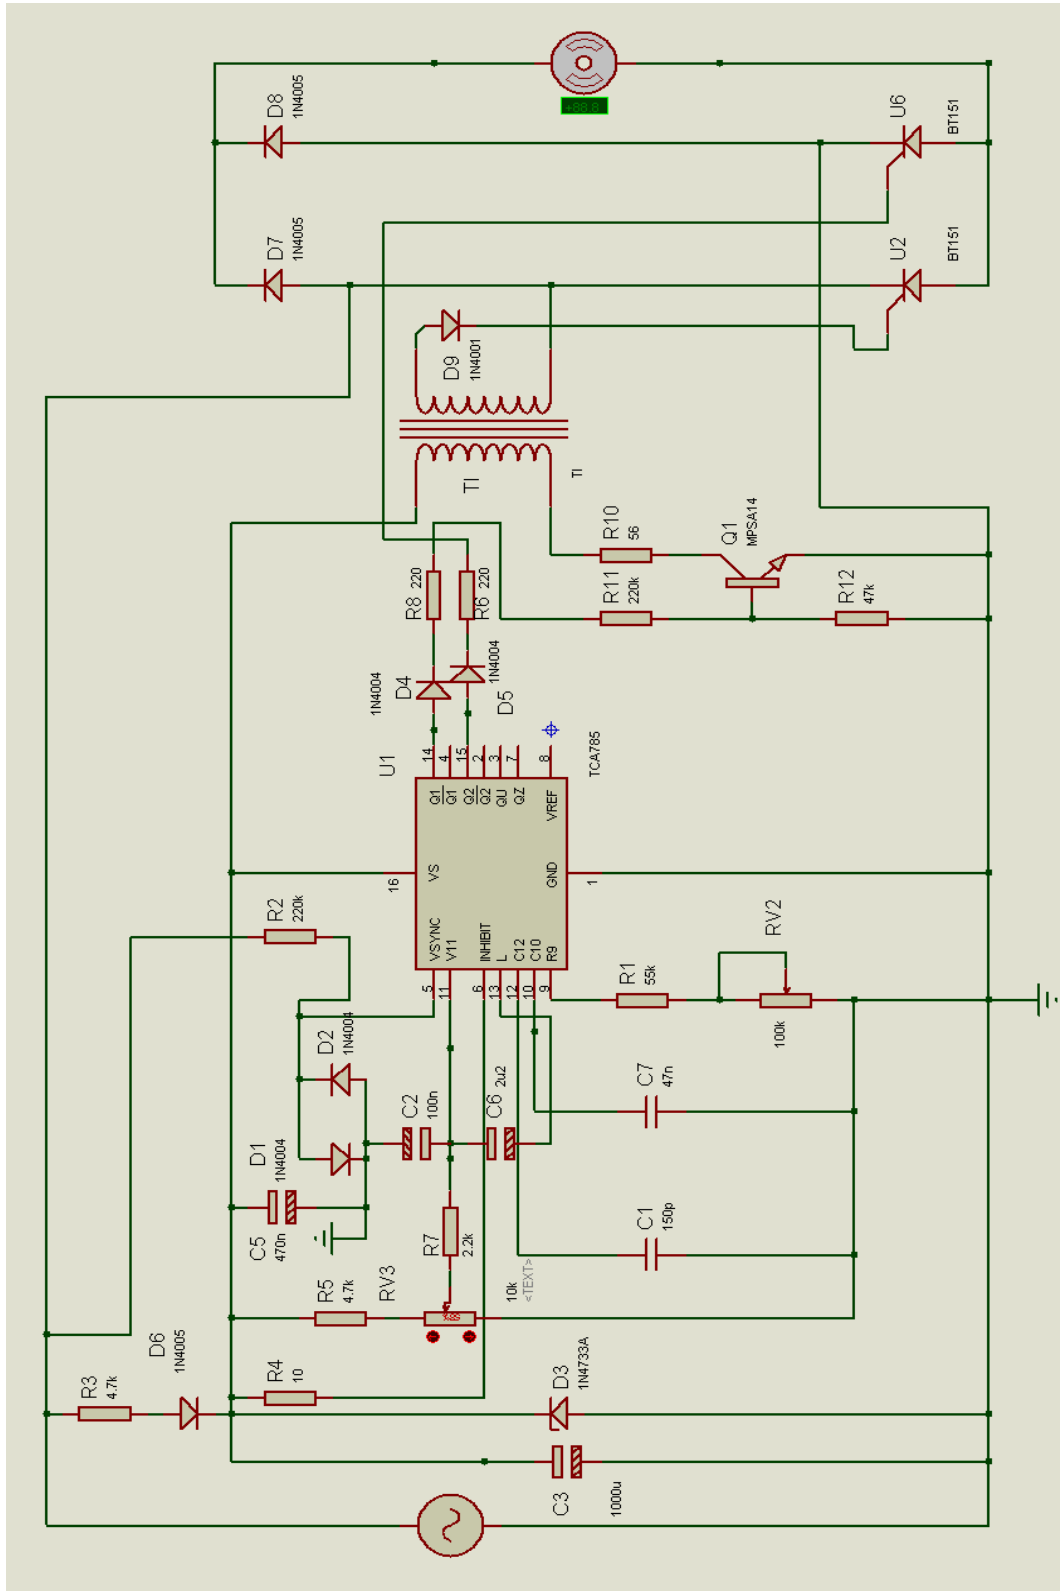 D8
1N4005
+88.8
U6
BT151
D7
1N4005
U2
BT151
D9
1N4001
TI
TI
R10
56
Q1
MPSA14
R8
220
R6
220
R11
220k
R12
47k
D4
1N4004
D5
1N4004
U1
TCA785
14
4
15
2
3
7
8
Q1
Q1
Q2
Q2
QU
QZ
VREF
16
VS
GND
1
VSYNC
V11
INHIBIT
L
C12
C10
R9
5
11
6
13
12
10
9
R2
220k
R1
55k
RV2
100k
D2
1N4004
D1
1N4004
C2
100n
C6
2u2
C7
47n
C5
470n
R7
2.2k
C1
150p
R5
4.7k
RV3
10k
<TEXT>
D6
1N4005
R3
4.7k
R4
10
D3
1N4733A
C3
1000u